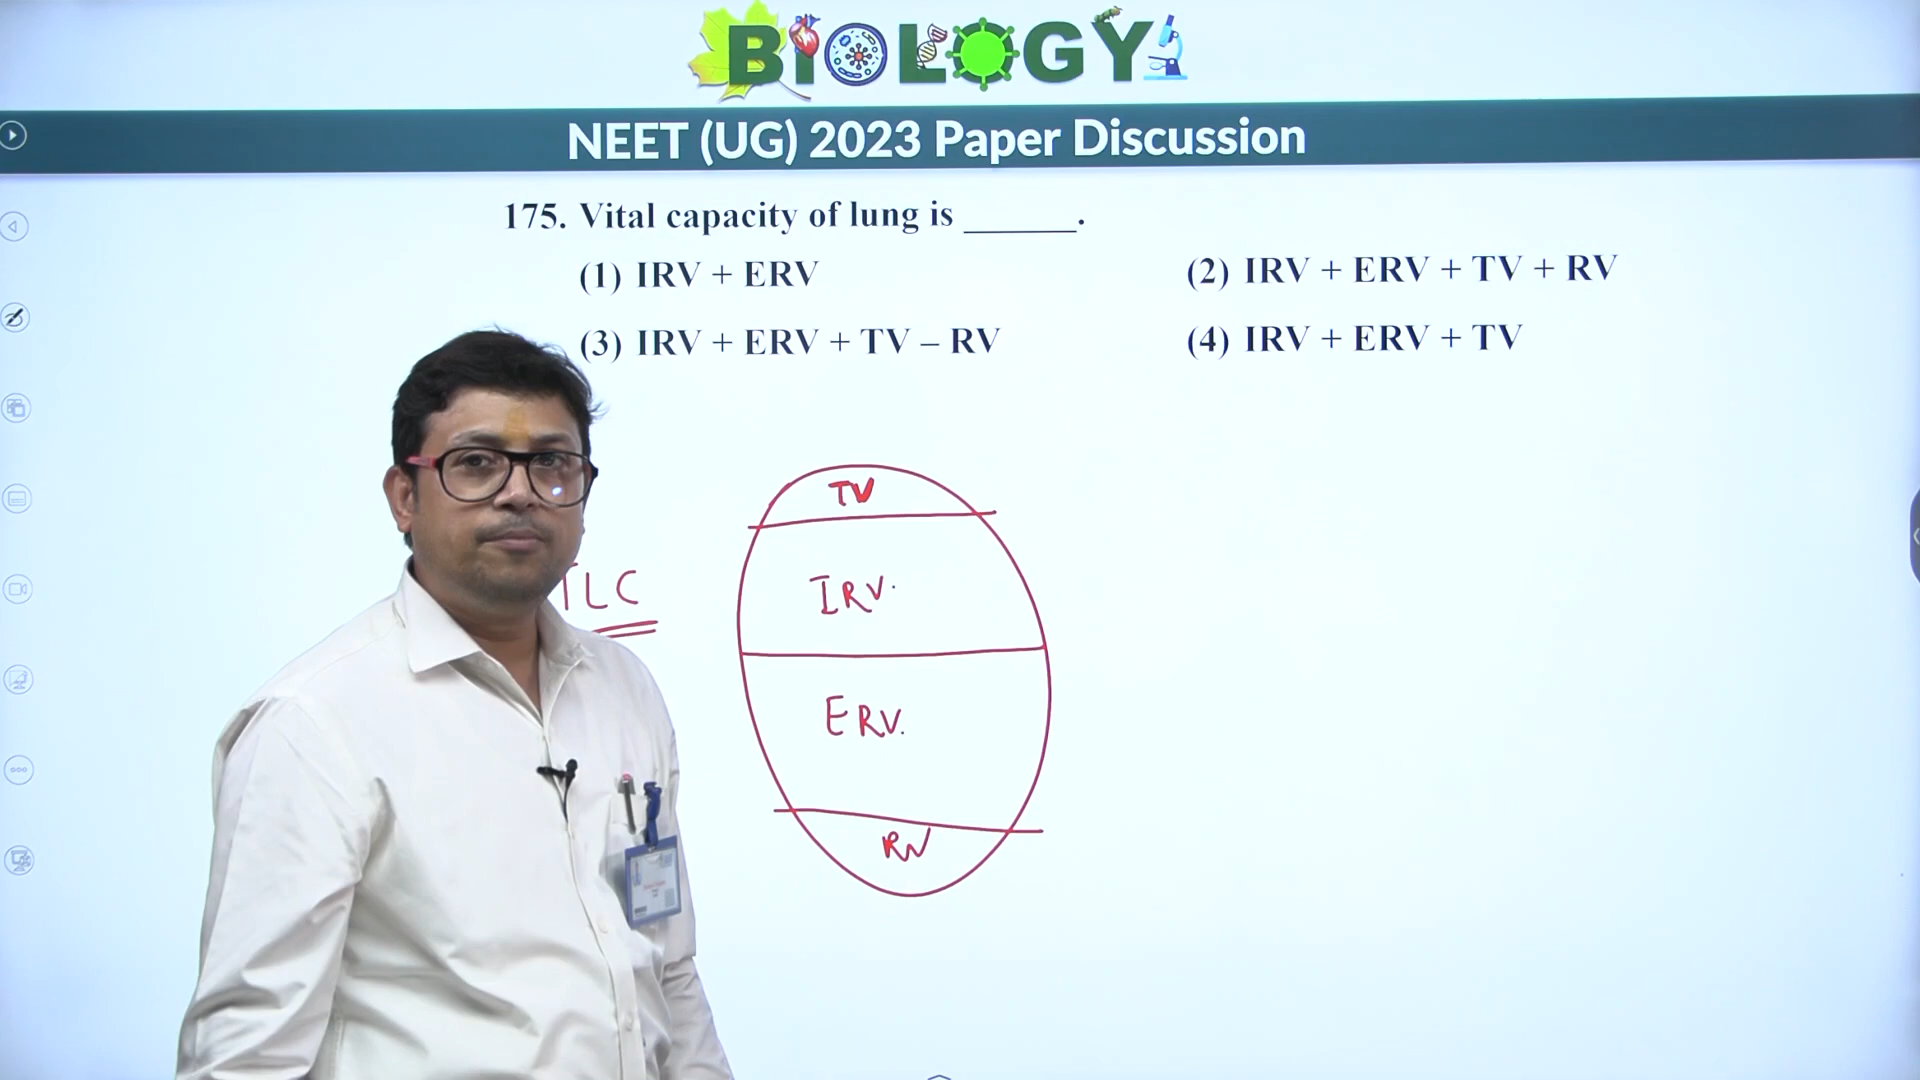 BIOLOGY
NEET (UG) 2023 Paper Discussion
175. Vital capacity of lung is ______.
(1) IRV + ERV
(2) IRV + ERV + TV + RV
(3) IRV + ERV + TV – RV
(4) IRV + ERV + TV
TV
IRV.
TLC
ERV.
RV